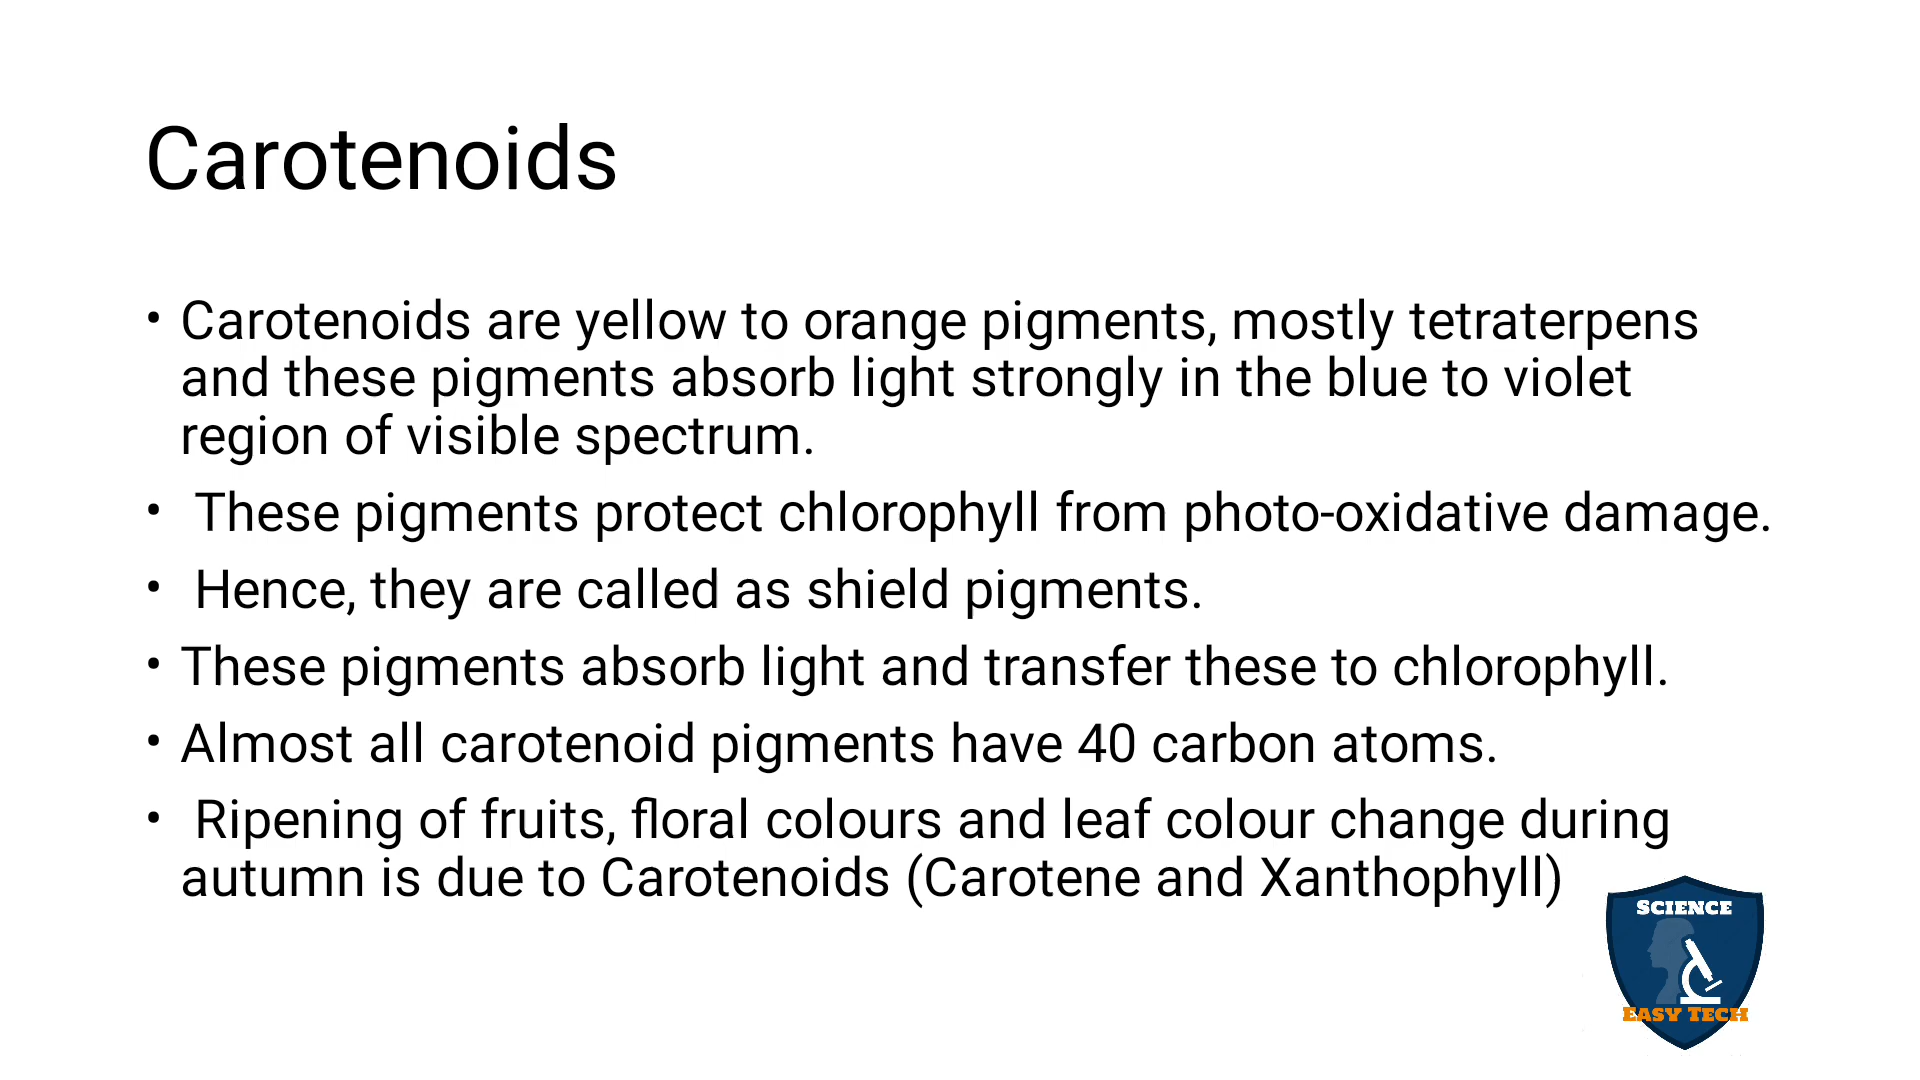 Carotenoids
• Carotenoids are yellow to orange pigments, mostly tetraterpens
and these pigments absorb light strongly in the blue to violet
region of visible spectrum.
• These pigments protect chlorophyll from photo-oxidative damage.
• Hence, they are called as shield pigments.
• These pigments absorb light and transfer these to chlorophyll.
• Almost all carotenoid pigments have 40 carbon atoms.
• Ripening of fruits, floral colours and leaf colour change during
autumn is due to Carotenoids (Carotene and Xanthophyll)
SCIENCE
EASY TECH